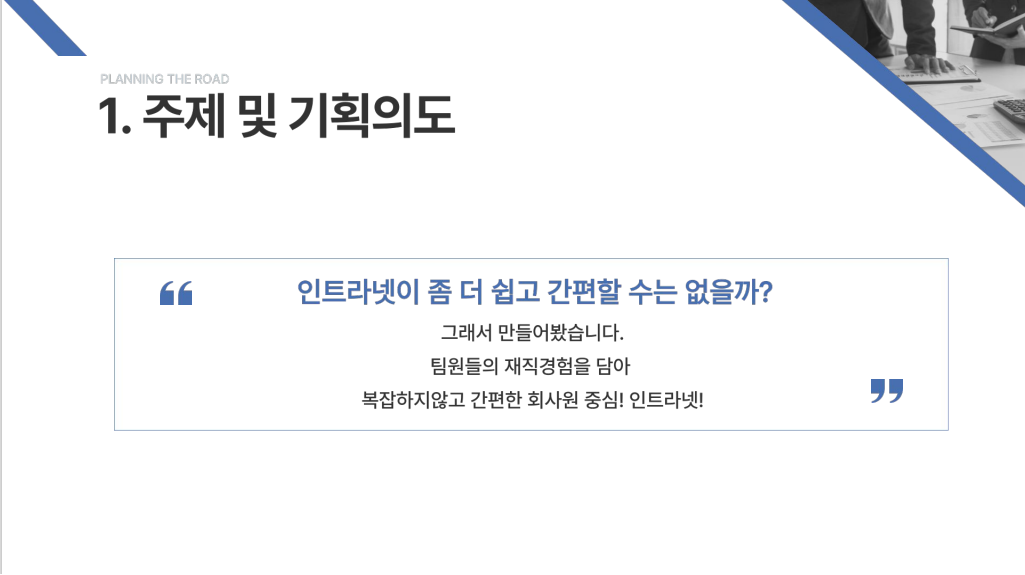 PLANNING THE ROAD
1. 주제 및 기획의도
인트라넷이 좀 더 쉽고 간편할 수는 없을까?
그래서 만들어봤습니다.
팀원들의 재직경험을 담아
복잡하지않고 간편한 회사원 중심! 인트라넷!